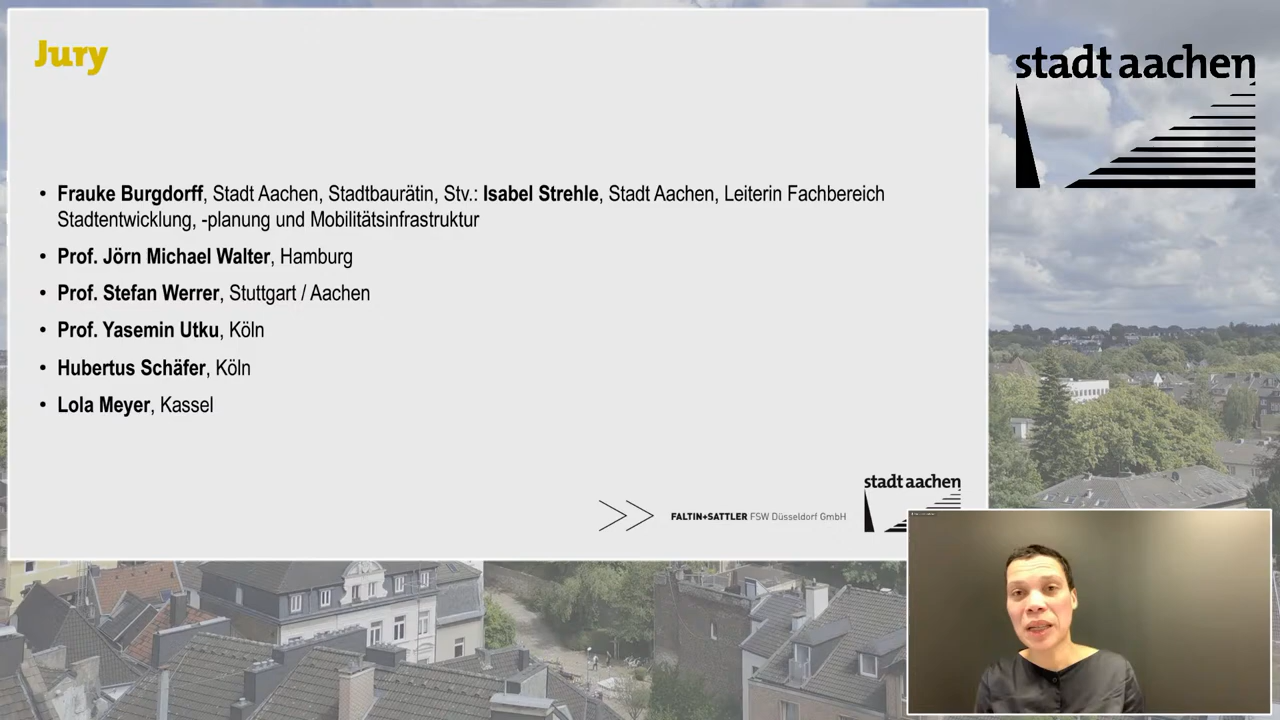 Jury
stadt aachen
• Frauke Burgdorff, Stadt Aachen, Stadtbaurätin, Stv.: Isabel Strehle, Stadt Aachen, Leiterin Fachbereich
Stadtentwicklung, -planung und Mobilitätsinfrastruktur
• Prof. Jörn Michael Walter, Hamburg
• Prof. Stefan Werrer, Stuttgart / Aachen
• Prof. Yasemin Utku, Köln
• Hubertus Schäfer, Köln
• Lola Meyer, Kassel
stadt aachen
FALTIN+SATTLER FSW Düsseldorf GmbH